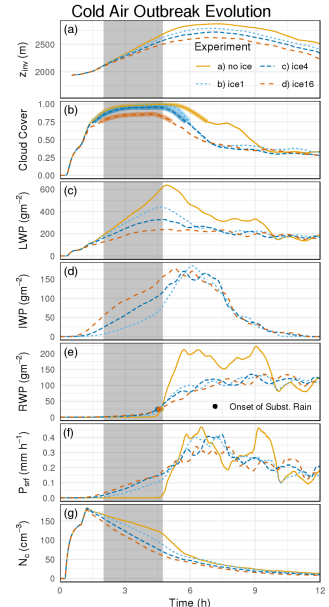 Cold Air Outbreak Evolution
(a)
z_inv (m)
2500
2000
Experiment
a) no ice
c) ice4
b) ice1
d) ice16
(b)
Cloud Cover
1.00
0.75
0.50
0.25
0.00
(c)
LWP (gm⁻²)
600
400
200
0
(d)
IWP (gm⁻²)
150
100
50
0
(e)
RWP (gm⁻²)
200
150
100
50
0
Onset of Subst. Rain
(f)
P_srf (mm h⁻¹)
0.4
0.3
0.2
0.1
0.0
(g)
N_c (cm⁻³)
150
100
50
0
0
3
6
9
12
Time (h)